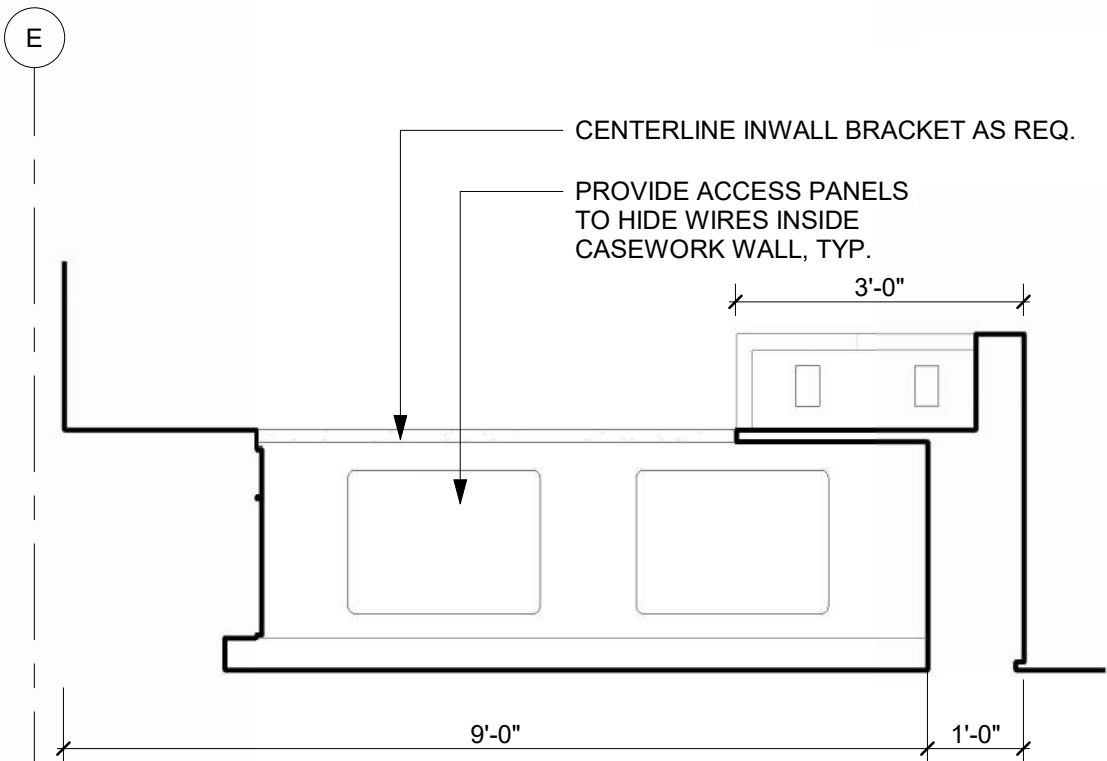 E
CENTERLINE INWALL BRACKET AS REQ.
PROVIDE ACCESS PANELS
TO HIDE WIRES INSIDE
CASEWORK WALL, TYP.
3'-0"
9'-0"
1'-0"